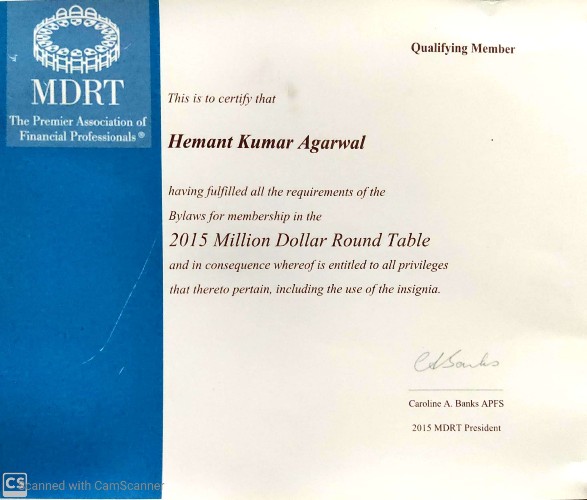 MDRT
The Premier Association of
Financial Professionals®
Qualifying Member
This is to certify that
Hemant Kumar Agarwal
having fulfilled all the requirements of the
Bylaws for membership in the
2015 Million Dollar Round Table
and in consequence whereof is entitled to all privileges
that thereto pertain, including the use of the insignia.
CABanks
Caroline A. Banks APFS
2015 MDRT President
CS Scanned with CamScanner